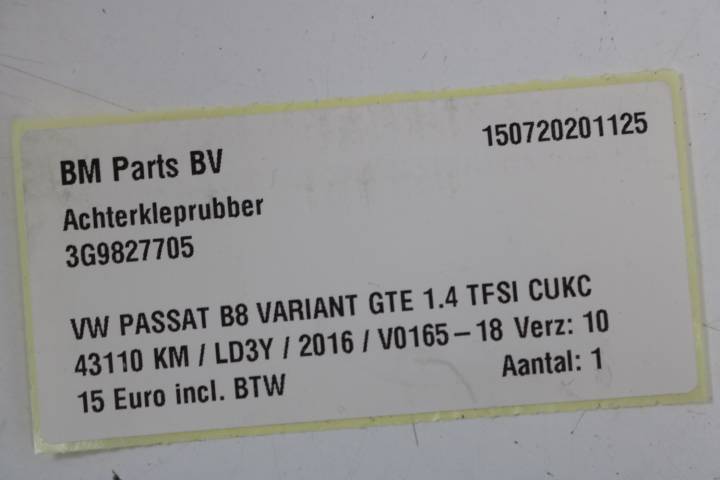 BM Parts BV
150720201125
Achterkleprubber
3G9827705
VW PASSAT B8 VARIANT GTE 1.4 TFSI CUKC
43110 KM / LD3Y / 2016 / V0165-18 Verz: 10
15 Euro incl. BTW
Aantal: 1